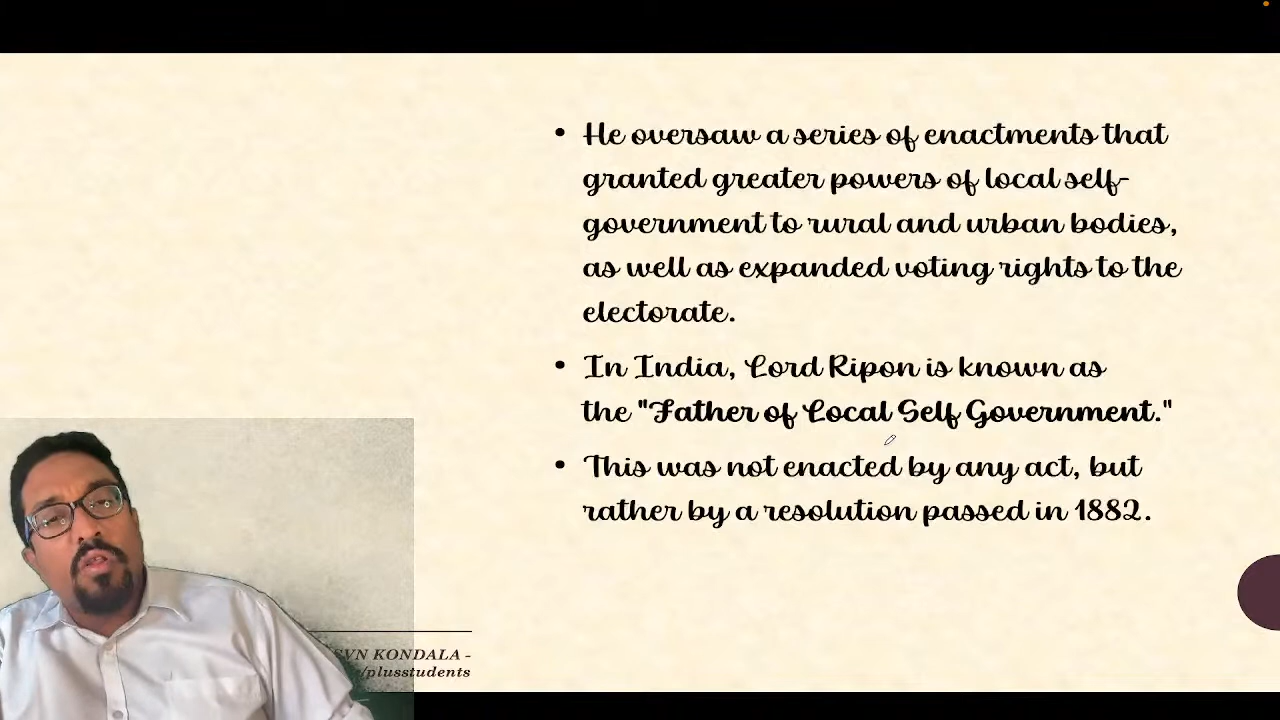 • He oversaw a series of enactments that
granted greater powers of local self-
government to rural and urban bodies,
as well as expanded voting rights to the
electorate.
• In India, Lord Ripon is known as
the "Father of Local Self Government."
• This was not enacted by any act, but
rather by a resolution passed in 1882.
KONDALA -
/plusstudents